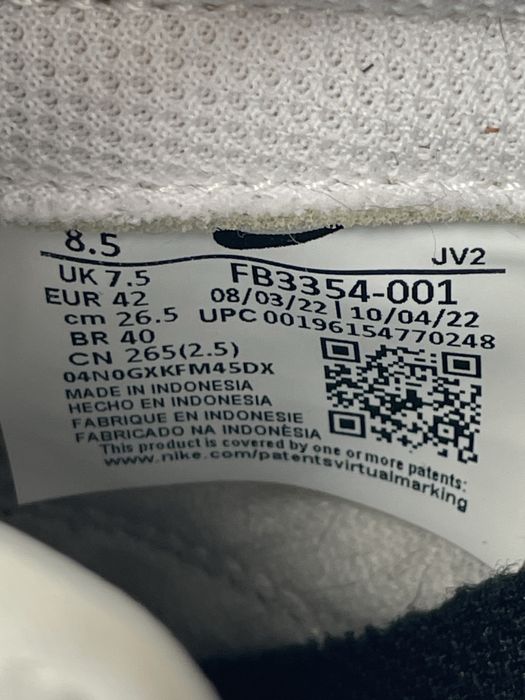 8.5
JV2
UK 7.5
FB3354-001
EUR 42
08/03/22 | 10/04/22
cm 26.5
UPC 00196154770248
BR 40
CN 265(2.5)
04N0GXKFM45DX
MADE IN INDONESIA
HECHO EN INDONESIA
FABRIQUE EN INDONESIE
FABRICADO NA INDONÈSIA
This product is covered by one or more patents:
www.nike.com/patentsvirtualmarking